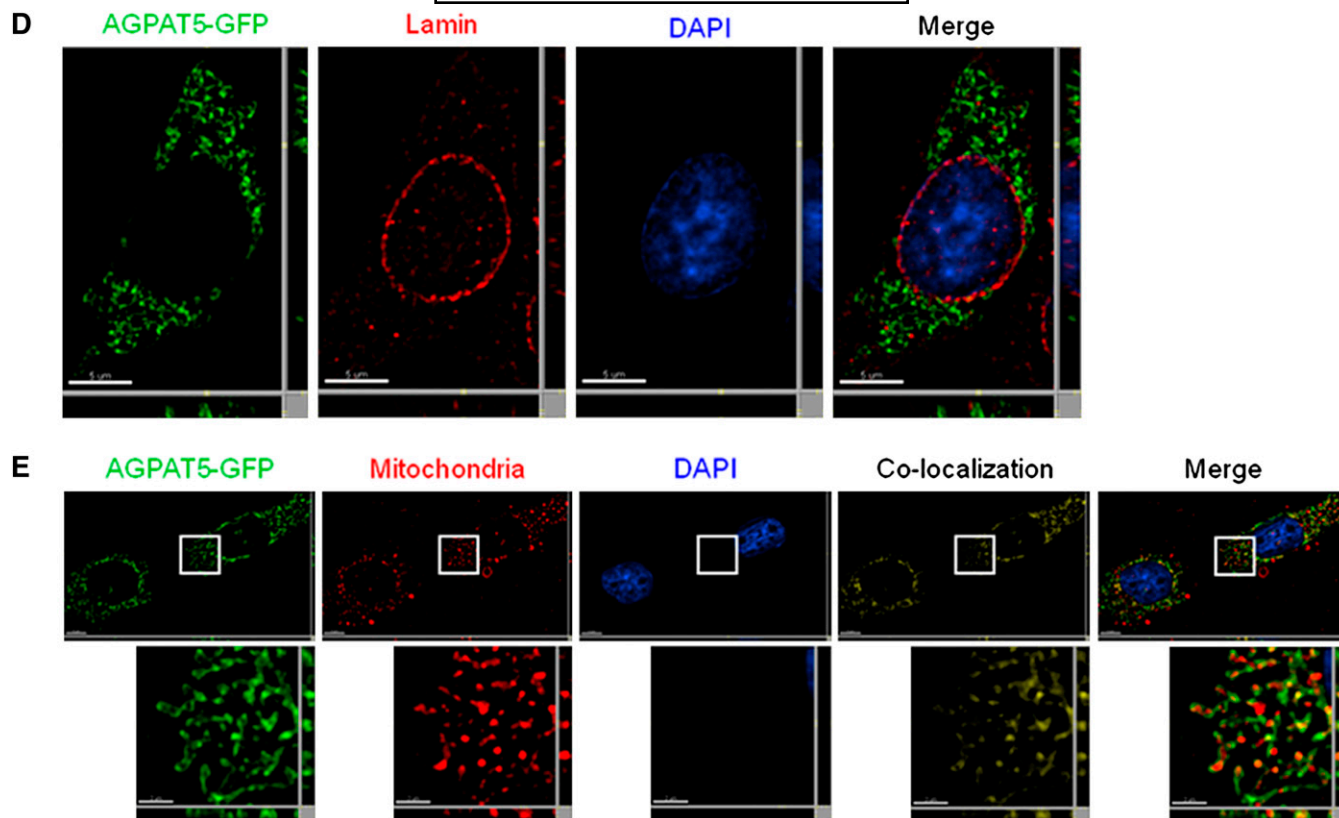 D
AGPAT5-GFP Lamin DAPI Merge
5 μm 5 μm 5 μm 5 μm
E
AGPAT5-GFP Mitochondria DAPI Co-localization Merge